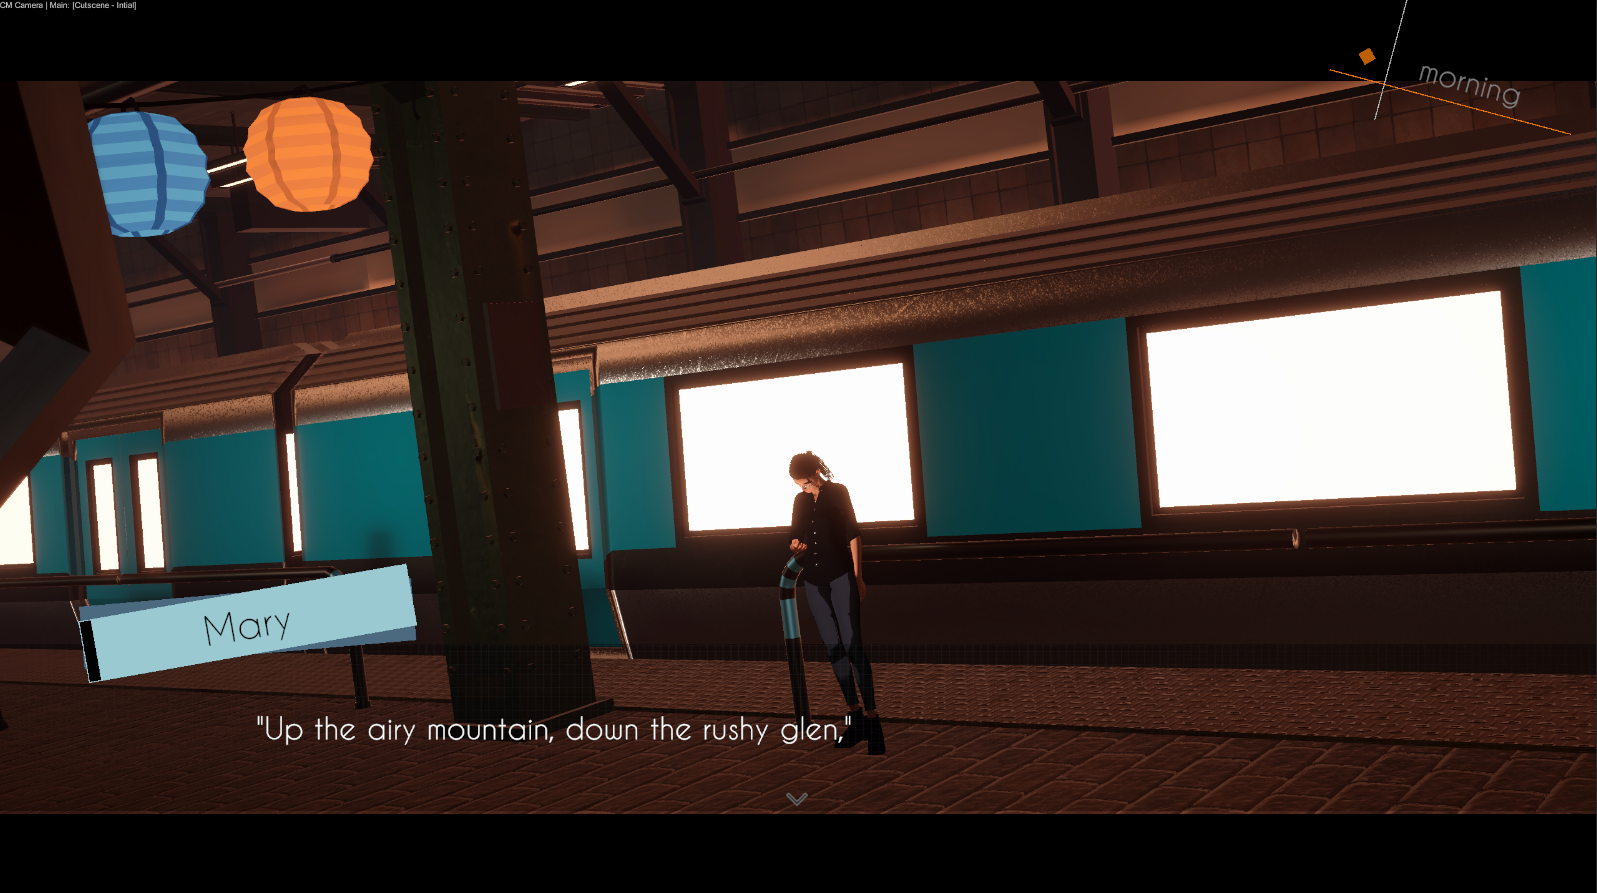 CM Camera | Main: [Cutscene - Intial]
morning
Mary
"Up the airy mountain, down the rushy glen,"